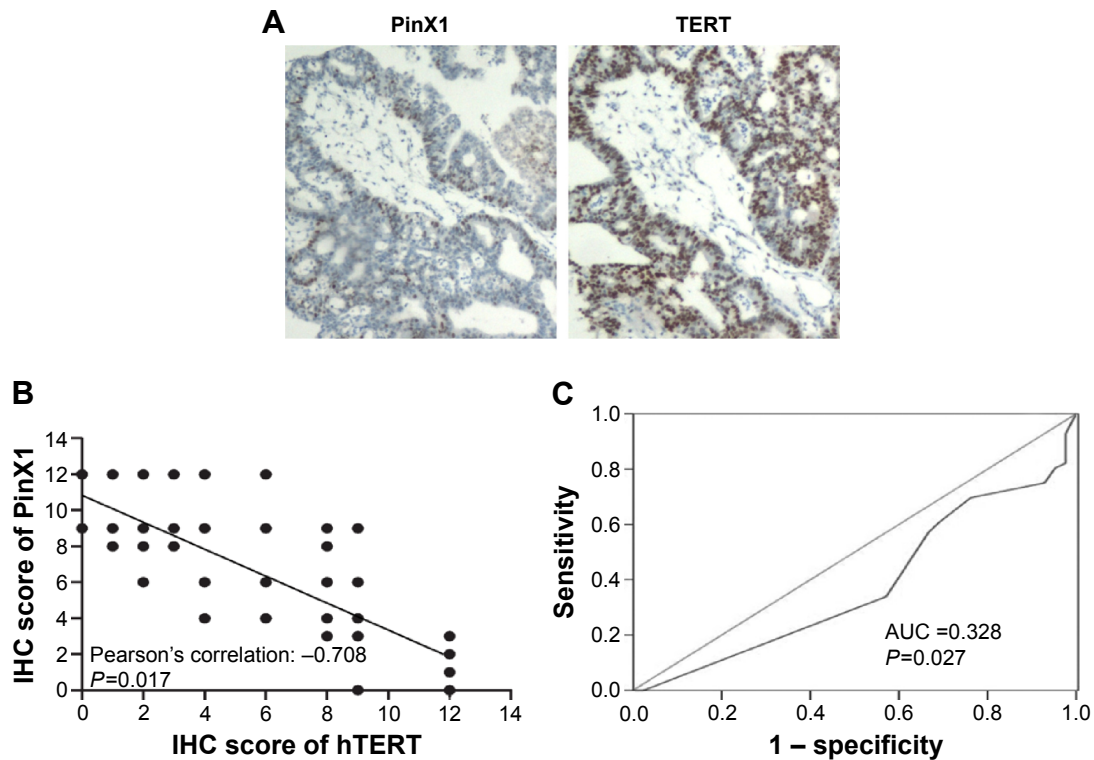 A
PinX1
TERT
B
IHC score of PinX1
14
12
10
8
6
4
2
0
Pearson's correlation: –0.708
P=0.017
0
2
4
6
8
10
12
14
IHC score of hTERT
C
Sensitivity
1.0
0.8
0.6
0.4
0.2
0.0
AUC =0.328
P=0.027
0.0
0.2
0.4
0.6
0.8
1.0
1 – specificity